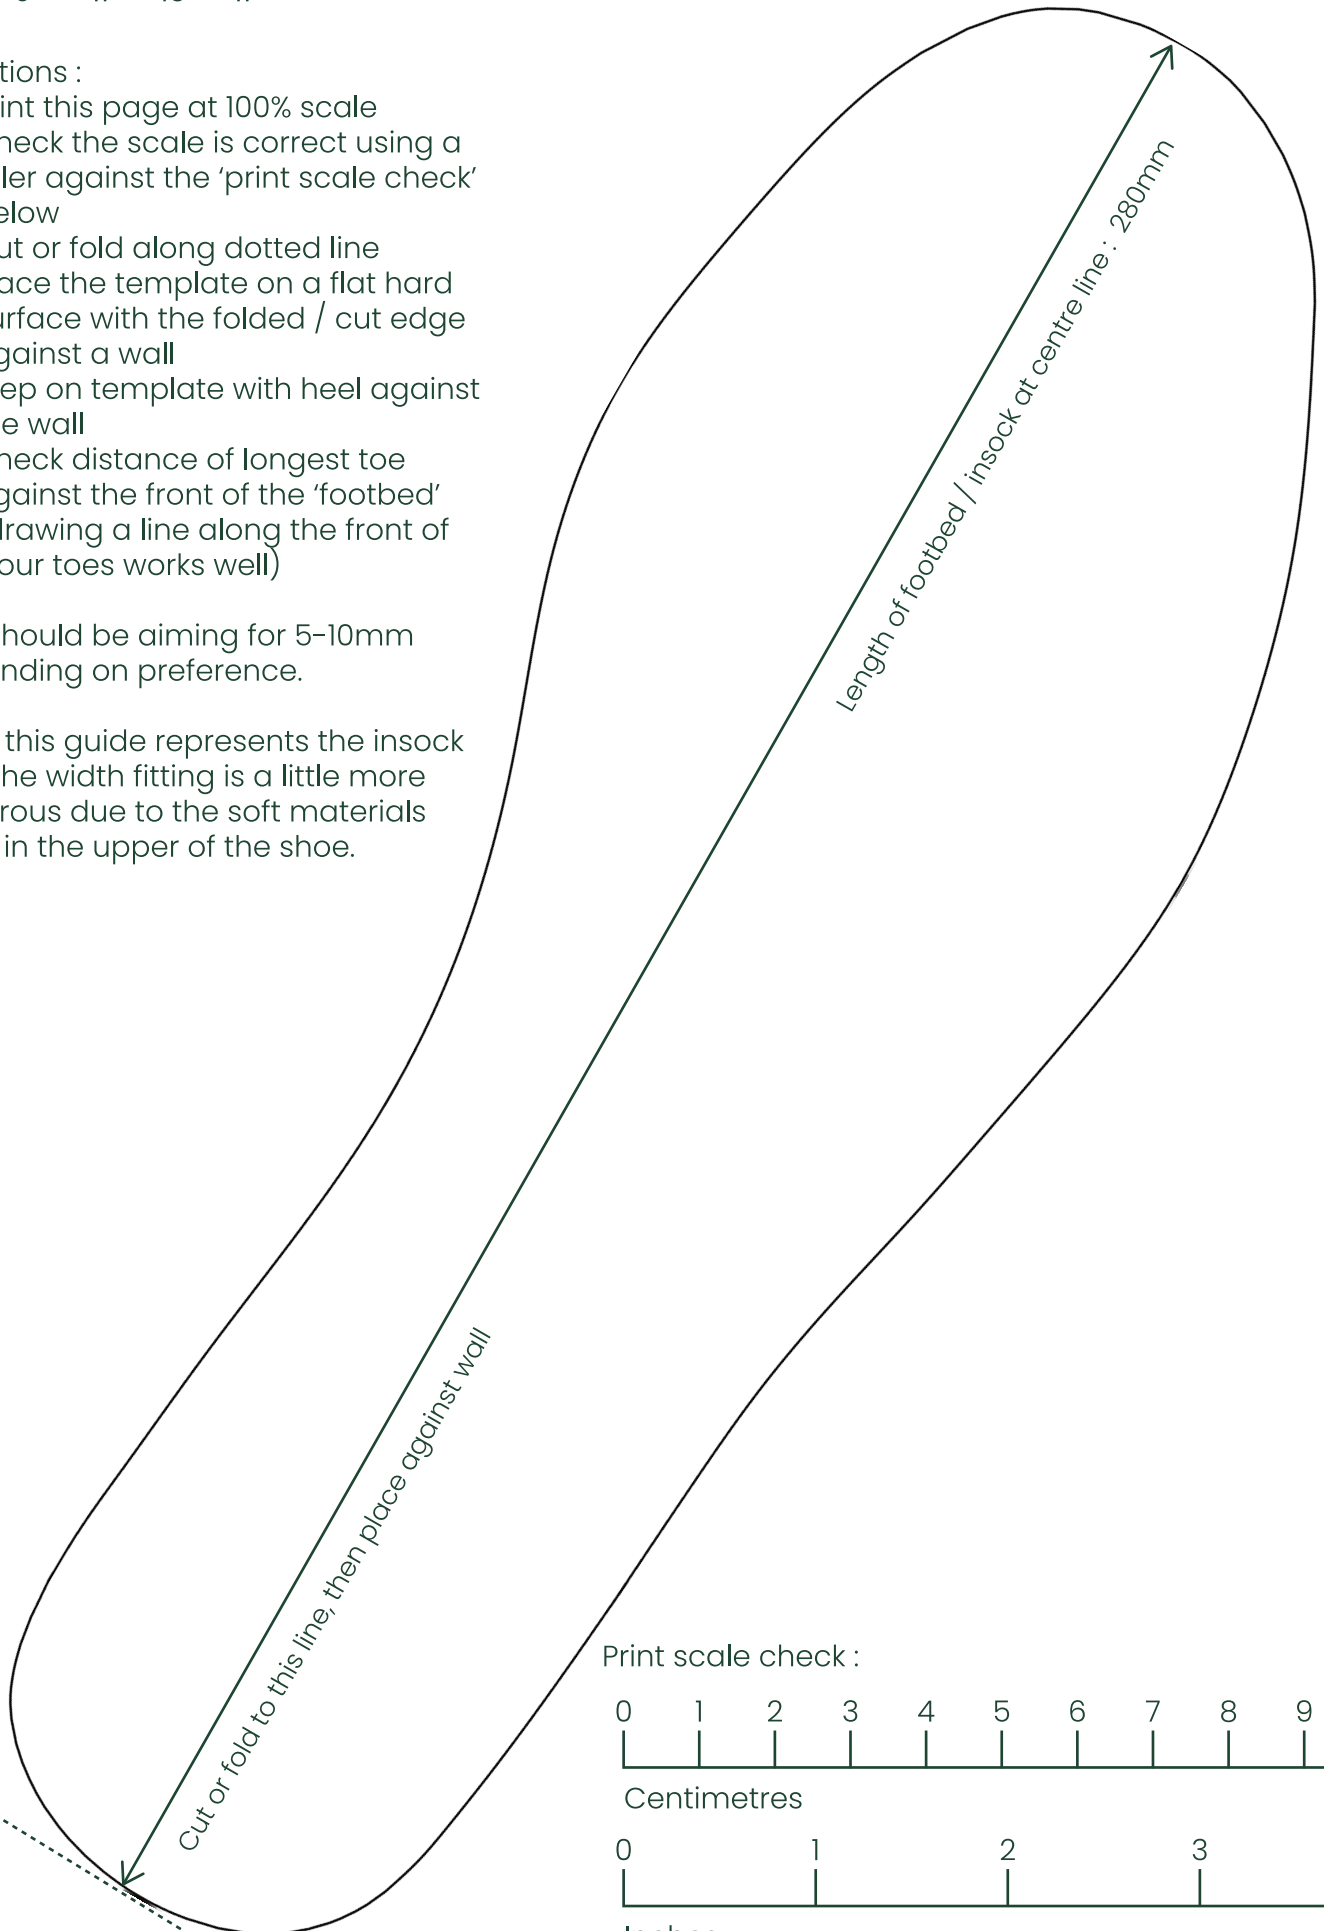 tions :
int this page at 100% scale
heck the scale is correct using a
ler against the ‘print scale check’
elow
ut or fold along dotted line
ace the template on a flat hard
urface with the folded / cut edge
gainst a wall
ep on template with heel against
e wall
heck distance of longest toe
gainst the front of the ‘footbed’
drawing a line along the front of
our toes works well)
hould be aiming for 5-10mm
nding on preference.
this guide represents the insock
he width fitting is a little more
rous due to the soft materials
in the upper of the shoe.
Length of footbed / insock at centre line : 280mm
Cut or fold to this line, then place against wall
Print scale check :
0 1 2 3 4 5 6 7 8 9
Centimetres
0 1 2 3